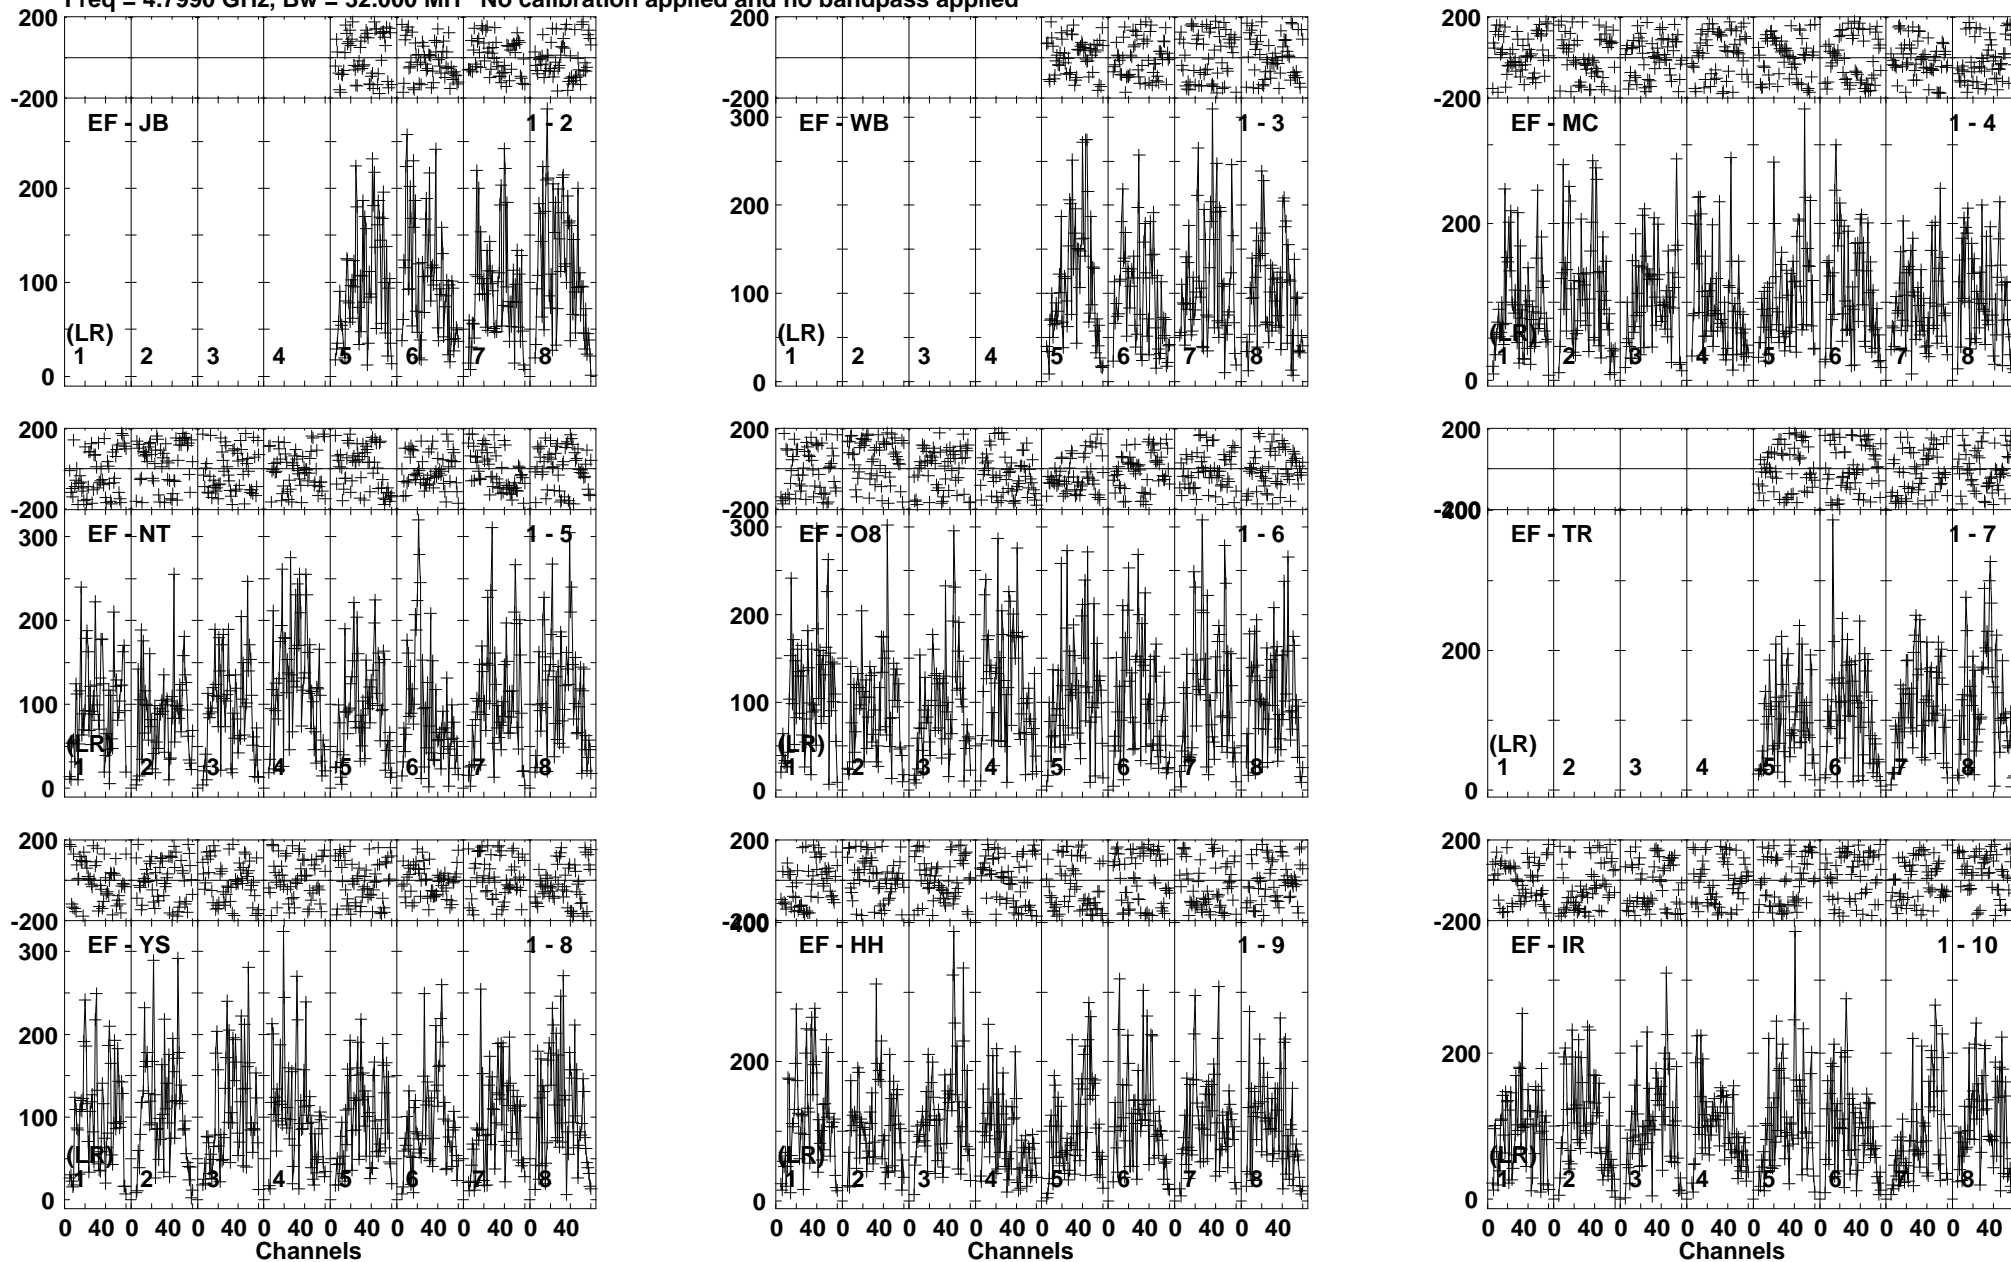 Freq = 4.7990 GHz, Bw = 32.000 MH No calibration applied and no bandpass applied
200 200 200
-200 -200 -200
EF - JB 1 - 2 EF - WB 1 - 3 EF - MC 1 - 4
300
200 200 200
100 100
(LR) (LR) (LR)
1 2 3 4 5 6 7 8 1 2 3 4 5 6 7 8 1 2 3 4 5 6 7 8
0 0 0
200 200 200
-200 -200 -200
400
EF - NT 1 - 5 EF - O8 1 - 6 EF - TR 1 - 7
300 300
200 200 200
100 100
(LR) (LR) (LR)
1 2 3 4 5 6 7 8 1 2 3 4 5 6 7 8 1 2 3 4 5 6 7 8
0 0 0
200 200 200
-200 -200 -200
400
EF - YS 1 - 8 EF - HH 1 - 9 EF - IR 1 - 10
300
200 200 200
100
(LR) (LR) (LR)
1 2 3 4 5 6 7 8 1 2 3 4 5 6 7 8 1 2 3 4 5 6 7 8
0 0 0
0 40 0 40 0 40 0 40 0 40 0 40 0 40 0 40 0 40 0 40 0 40 0 40 0 40 0 40 0 40 0 40 0 40 0 40 0 40 0 40 0 40 0 40 0 40 0 40
Channels Channels Channels